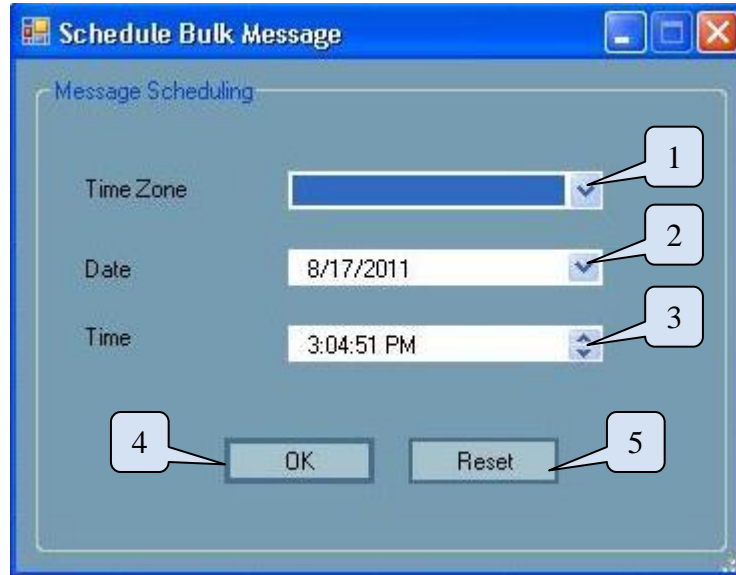 Schedule Bulk Message
Message Scheduling
1
Time Zone
2
Date 8/17/2011
3
Time 3:04:51 PM
4 OK Reset 5